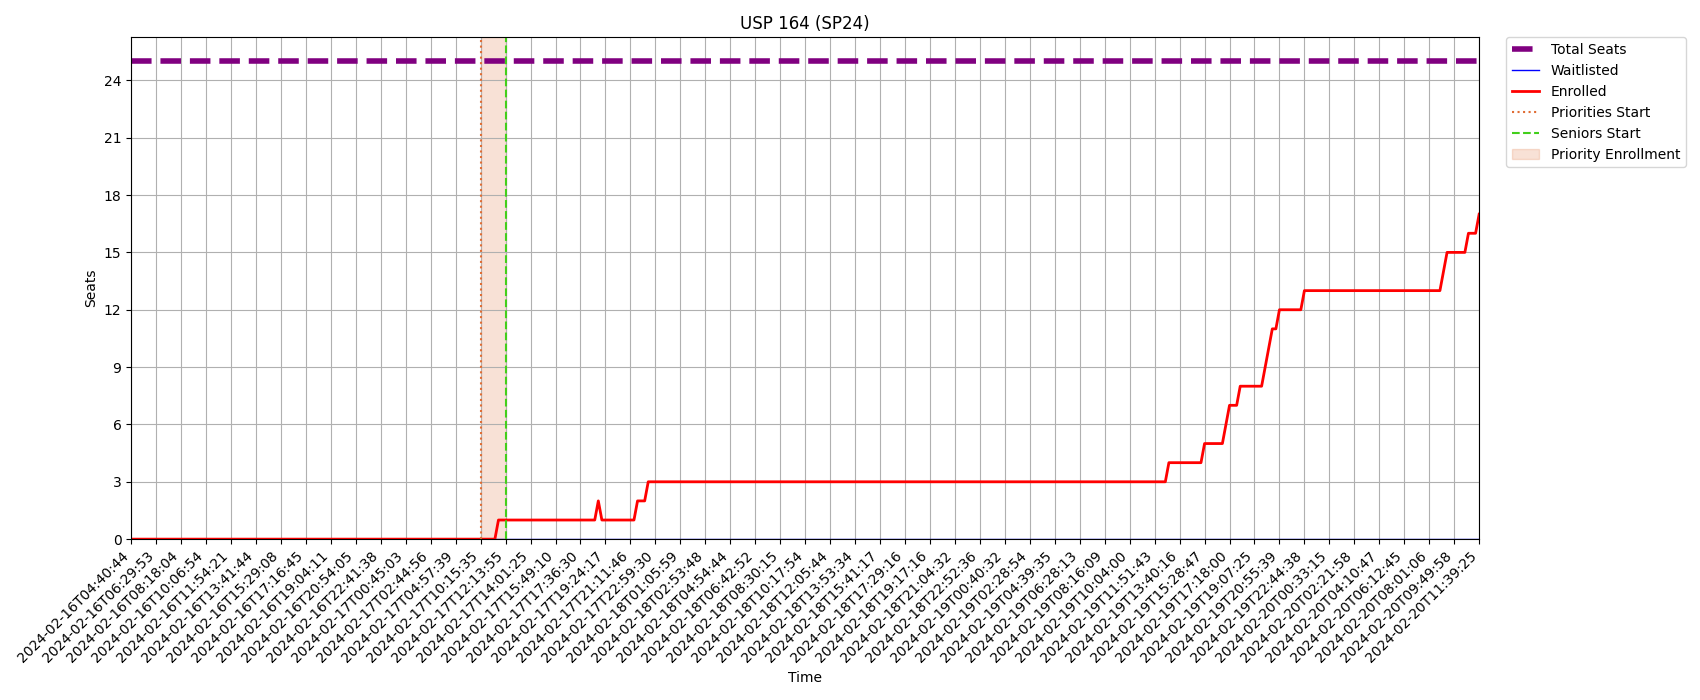 USP 164 (SP24)
Total Seats
Waitlisted
Enrolled
Priorities Start
Seniors Start
Priority Enrollment
Seats
24
21
18
15
12
9
6
3
0
2024-02-16T04:40:44
2024-02-16T06:29:53
2024-02-16T08:18:04
2024-02-16T10:06:54
2024-02-16T11:54:21
2024-02-16T13:41:44
2024-02-16T15:29:08
2024-02-16T17:16:45
2024-02-16T19:04:11
2024-02-16T20:54:05
2024-02-16T22:41:38
2024-02-17T00:45:03
2024-02-17T02:44:56
2024-02-17T04:57:39
2024-02-17T10:15:35
2024-02-17T12:13:55
2024-02-17T14:01:25
2024-02-17T15:49:10
2024-02-17T17:36:30
2024-02-17T19:24:17
2024-02-17T21:11:46
2024-02-17T22:59:30
2024-02-18T01:05:59
2024-02-18T02:53:48
2024-02-18T04:54:44
2024-02-18T06:42:52
2024-02-18T08:30:15
2024-02-18T10:17:54
2024-02-18T12:05:44
2024-02-18T13:53:34
2024-02-18T15:41:17
2024-02-18T17:29:16
2024-02-18T19:17:16
2024-02-18T21:04:32
2024-02-18T22:52:36
2024-02-19T00:40:32
2024-02-19T02:28:54
2024-02-19T04:39:35
2024-02-19T06:28:13
2024-02-19T08:16:09
2024-02-19T10:04:00
2024-02-19T11:51:43
2024-02-19T13:40:16
2024-02-19T15:28:47
2024-02-19T17:18:00
2024-02-19T19:07:25
2024-02-19T20:55:39
2024-02-19T22:44:38
2024-02-20T00:33:15
2024-02-20T02:21:58
2024-02-20T04:10:47
2024-02-20T06:12:45
2024-02-20T08:01:06
2024-02-20T09:49:58
2024-02-20T11:39:25
Time